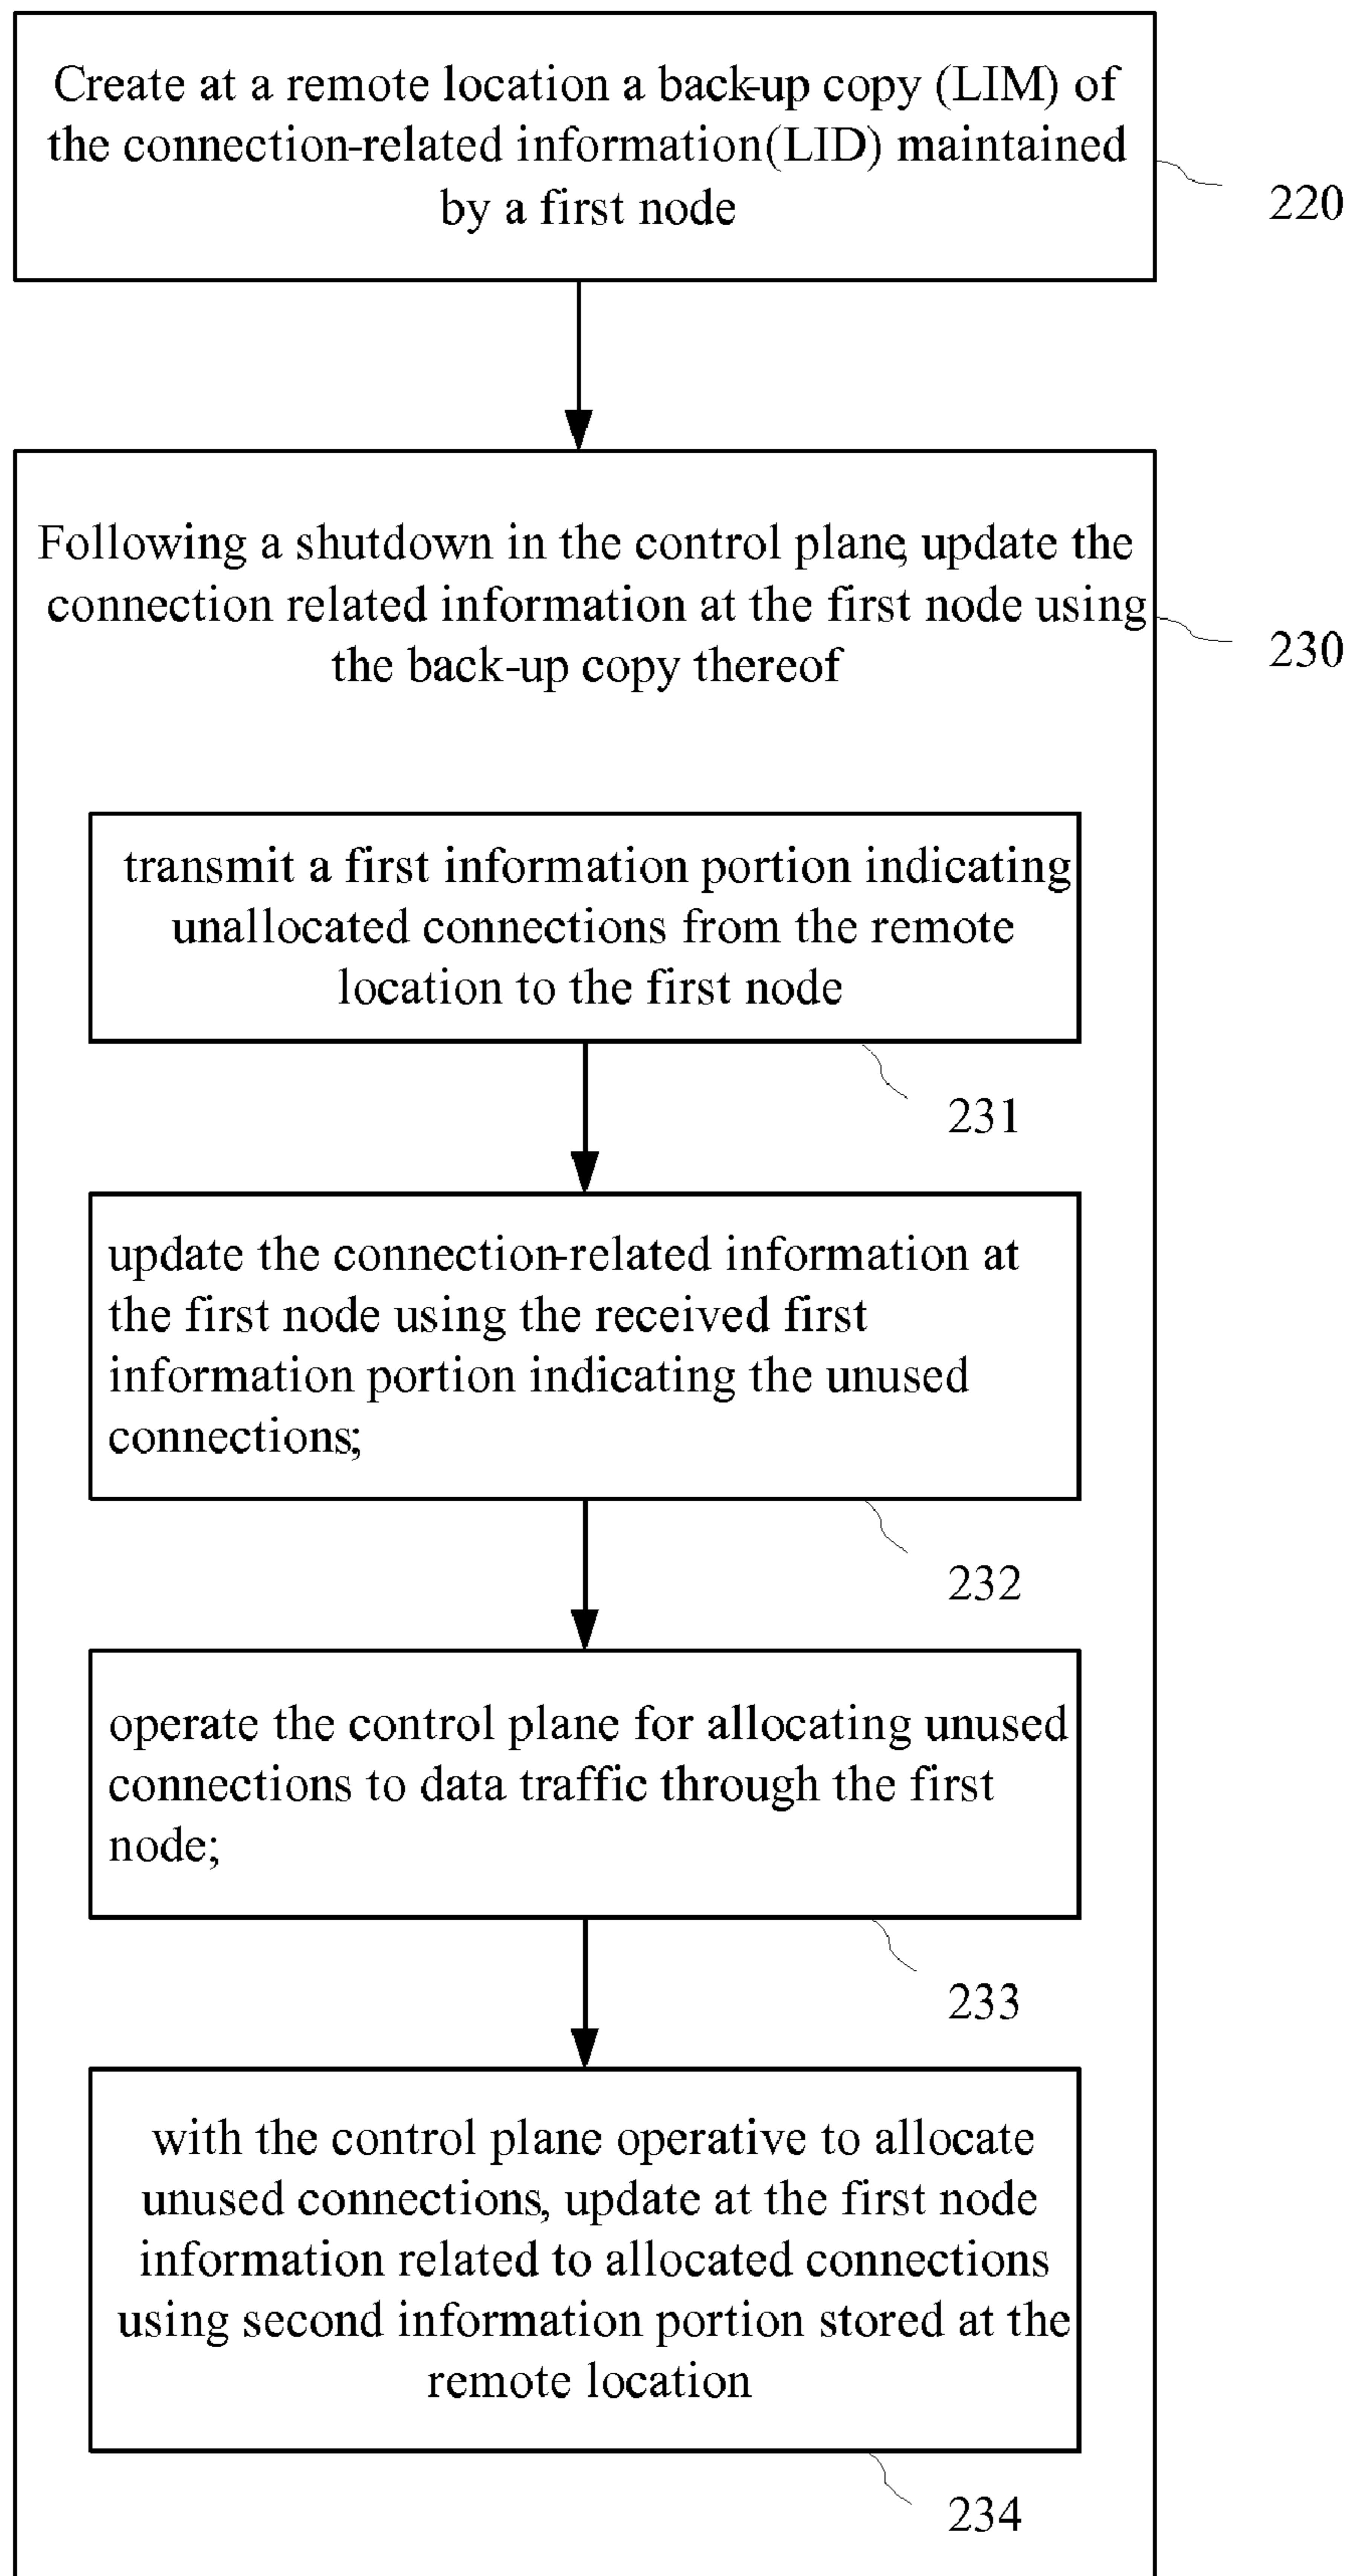 Create at a remote location a back-up copy (LIM) of
the connection-related information(LID) maintained
by a first node
220
Following a shutdown in the control plane, update the
connection related information at the first node using
the back-up copy thereof
230
transmit a first information portion indicating
unallocated connections from the remote
location to the first node
231
update the connection-related information at
the first node using the received first
information portion indicating the unused
connections;
232
operate the control plane for allocating unused
connections to data traffic through the first
node;
233
with the control plane operative to allocate
unused connections, update at the first node
information related to allocated connections
using second information portion stored at the
remote location
234